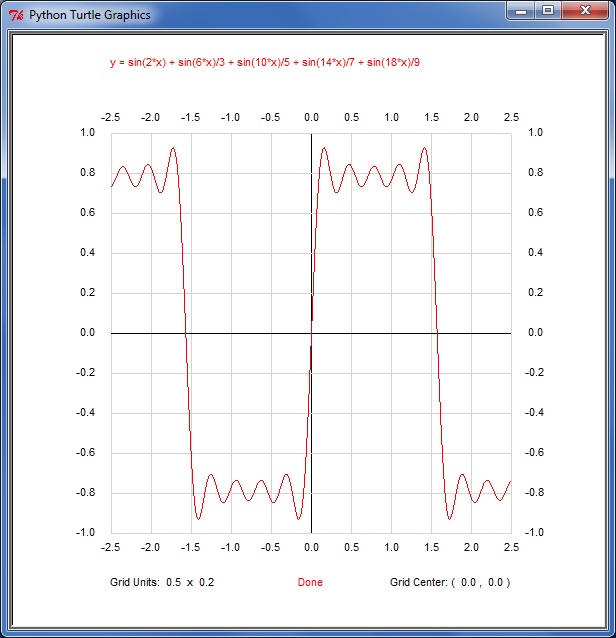 Python Turtle Graphics
y = sin(2*x) + sin(6*x)/3 + sin(10*x)/5 + sin(14*x)/7 + sin(18*x)/9
-2.5 -2.0 -1.5 -1.0 -0.5 0.0 0.5 1.0 1.5 2.0 2.5
1.0 1.0
0.8 0.8
0.6 0.6
0.4 0.4
0.2 0.2
0.0 0.0
-0.2 -0.2
-0.4 -0.4
-0.6 -0.6
-0.8 -0.8
-1.0 -1.0
-2.5 -2.0 -1.5 -1.0 -0.5 0.0 0.5 1.0 1.5 2.0 2.5
Grid Units: 0.5 x 0.2 Done Grid Center: ( 0.0 , 0.0 )